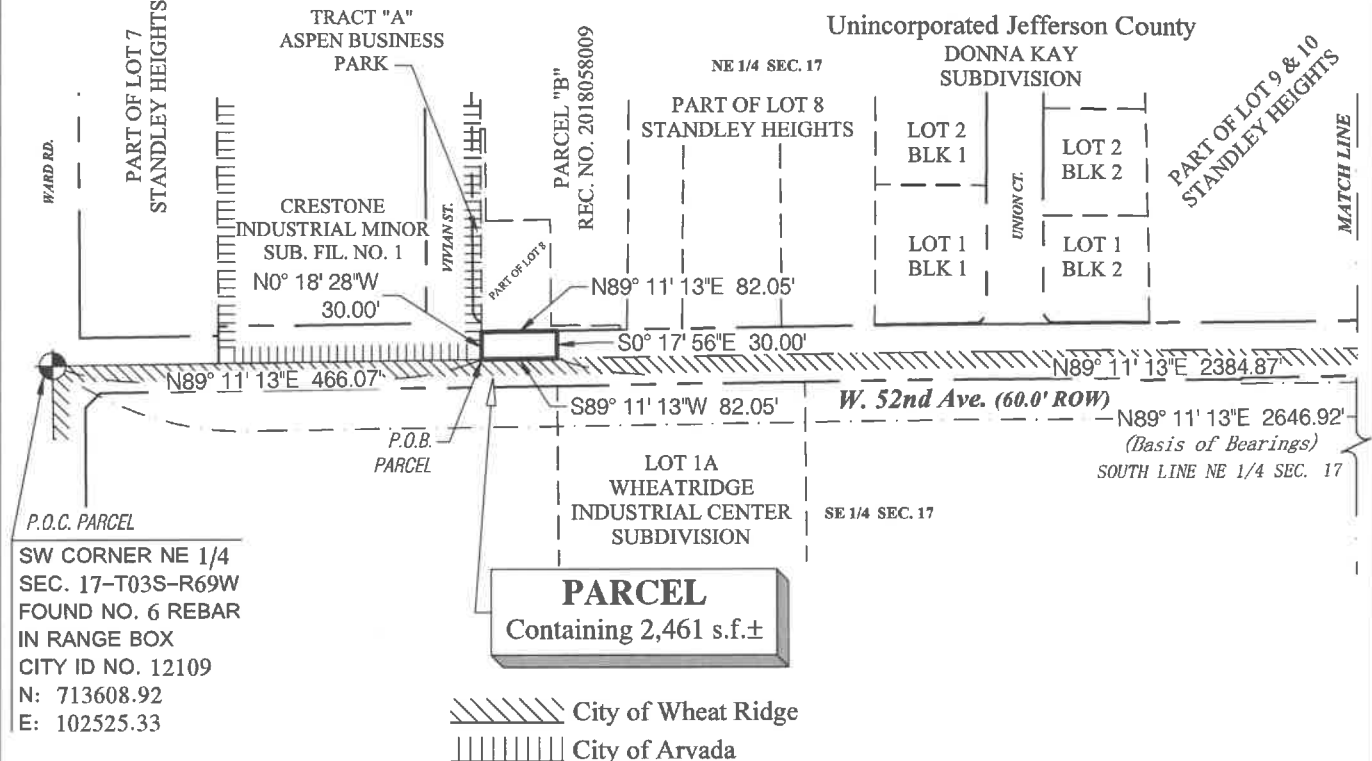 WARD RD.
PART OF LOT 7
STANDLEY HEIGHTS
TRACT "A"
ASPEN BUSINESS
PARK
PARCEL "B"
REC. NO. 2018058009
NE 1/4 SEC. 17
PART OF LOT 8
STANDLEY HEIGHTS
Unincorporated Jefferson County
DONNA KAY
SUBDIVISION
LOT 2
BLK 1
LOT 1
BLK 1
UNION CT.
LOT 2
BLK 2
LOT 1
BLK 2
PART OF LOT 9 & 10
STANDLEY HEIGHTS
MATCH LINE
CRESTONE
INDUSTRIAL MINOR
SUB. FIL. NO. 1
VIVIAN ST.
PART OF LOT 8
N0° 18' 28"W
30.00'
N89° 11' 13"E 82.05'
S0° 17' 56"E 30.00'
N89° 11' 13"E 466.07'
N89° 11' 13"E 2384.87'
S89° 11' 13"W 82.05'
W. 52nd Ave. (60.0' ROW)
N89° 11' 13"E 2646.92'
(Basis of Bearings)
SOUTH LINE NE 1/4 SEC. 17
P.O.B.
PARCEL
LOT 1A
WHEATRIDGE
INDUSTRIAL CENTER
SUBDIVISION
SE 1/4 SEC. 17
P.O.C. PARCEL
SW CORNER NE 1/4
SEC. 17-T03S-R69W
FOUND NO. 6 REBAR
IN RANGE BOX
CITY ID NO. 12109
N: 713608.92
E: 102525.33
PARCEL
Containing 2,461 s.f.±
City of Wheat Ridge
City of Arvada